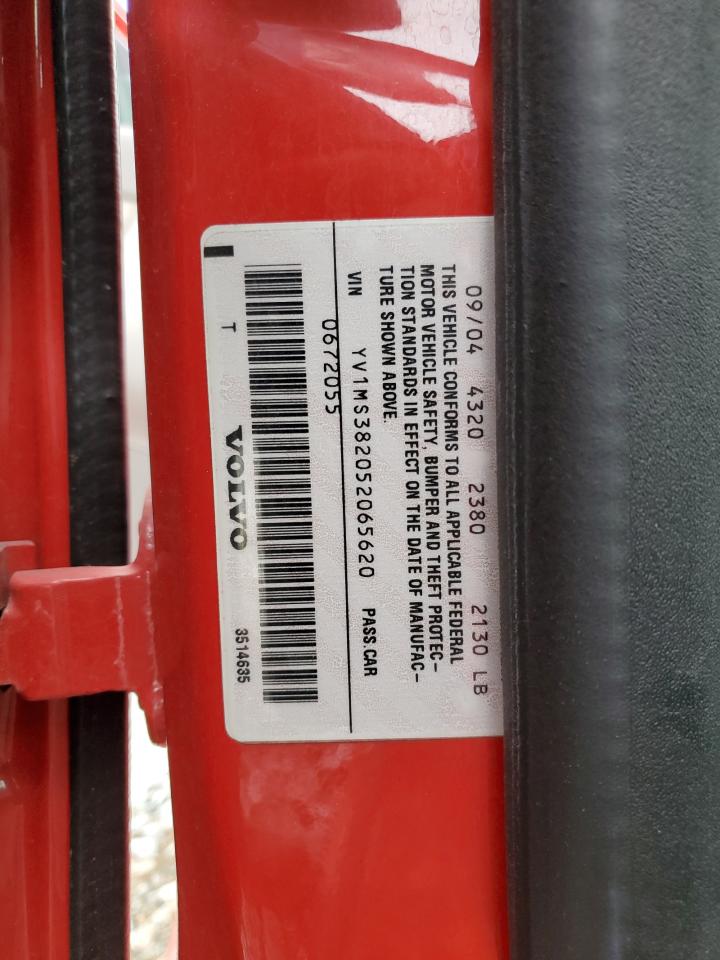 09/04 4320 2380 2130 LB
THIS VEHICLE CONFORMS TO ALL APPLICABLE FEDERAL
MOTOR VEHICLE SAFETY, BUMPER AND THEFT PROTEC–
TION STANDARDS IN EFFECT ON THE DATE OF MANUFAC–
TURE SHOWN ABOVE.
VIN YV1MS382052065620 PASS.CAR
0672055
T VOLVO 3514635